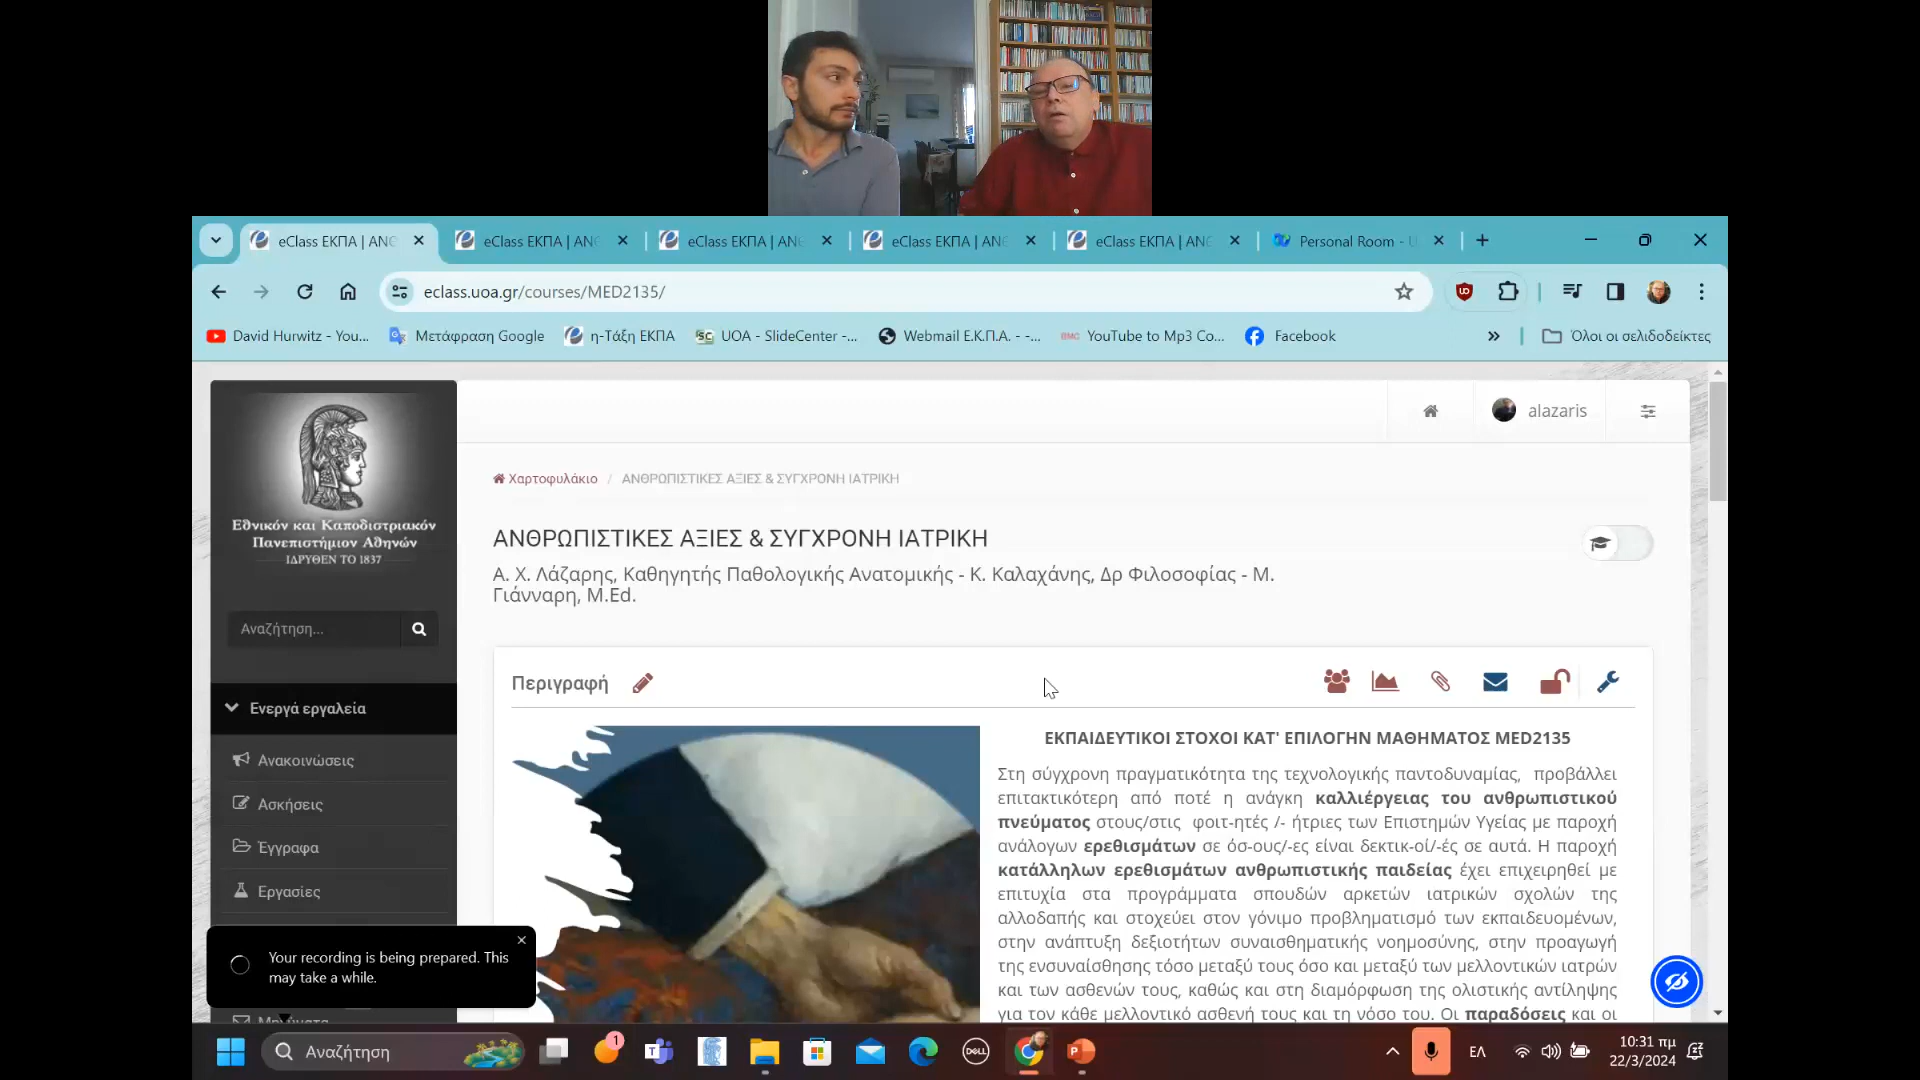 eClass ΕΚΠΑ | ΑΝΘ
eClass ΕΚΠΑ | ΑΝΘ
eClass ΕΚΠΑ | ΑΝΘ
eClass ΕΚΠΑ | ΑΝΘ
eClass ΕΚΠΑ | ΑΝΘ
Personal Room - U
eclass.uoa.gr/courses/MED2135/
David Hurwitz - You...
Μετάφραση Google
η-Τάξη ΕΚΠΑ
UOA - SlideCenter -...
Webmail Ε.Κ.Π.Α. - -...
YouTube to Mp3 Co...
Facebook
Όλοι οι σελιδοδείκτες
Εθνικόν και Καποδιστριακόν
Πανεπιστήμιον Αθηνών
ΙΔΡΥΘΕΝ ΤΟ 1837
Αναζήτηση...
Ενεργά εργαλεία
Ανακοινώσεις
Ασκήσεις
Έγγραφα
Εργασίες
Μηνύματα
alazaris
Χαρτοφυλάκιο / ΑΝΘΡΩΠΙΣΤΙΚΕΣ ΑΞΙΕΣ & ΣΥΓΧΡΟΝΗ ΙΑΤΡΙΚΗ
ΑΝΘΡΩΠΙΣΤΙΚΕΣ ΑΞΙΕΣ & ΣΥΓΧΡΟΝΗ ΙΑΤΡΙΚΗ
Α. Χ. Λάζαρης, Καθηγητής Παθολογικής Ανατομικής - Κ. Καλαχάνης, Δρ Φιλοσοφίας - Μ.
Γιάνναρη, M.Ed.
Περιγραφή
ΕΚΠΑΙΔΕΥΤΙΚΟΙ ΣΤΟΧΟΙ ΚΑΤ' ΕΠΙΛΟΓΗΝ ΜΑΘΗΜΑΤΟΣ MED2135
Στη σύγχρονη πραγματικότητα της τεχνολογικής παντοδυναμίας, προβάλλει
επιτακτικότερη από ποτέ η ανάγκη καλλιέργειας του ανθρωπιστικού
πνεύματος στους/στις φοιτ-ητές /- ήτριες των Επιστημών Υγείας με παροχή
ανάλογων ερεθισμάτων σε όσ-ους/-ες είναι δεκτικ-οί/-ές σε αυτά. Η παροχή
κατάλληλων ερεθισμάτων ανθρωπιστικής παιδείας έχει επιχειρηθεί με
επιτυχία στα προγράμματα σπουδών αρκετών ιατρικών σχολών της
αλλοδαπής και στοχεύει στον γόνιμο προβληματισμό των εκπαιδευομένων,
στην ανάπτυξη δεξιοτήτων συναισθηματικής νοημοσύνης, στην προαγωγή
της ενσυναίσθησης τόσο μεταξύ τους όσο και μεταξύ των μελλοντικών ιατρών
και των ασθενών τους, καθώς και στη διαμόρφωση της ολιστικής αντίληψης
για τον κάθε μελλοντικό ασθενή τους και τη νόσο του. Οι παραδόσεις και οι
Your recording is being prepared. This
may take a while.
Αναζήτηση
1
DELL
ΕΛ
10:31 πμ
22/3/2024